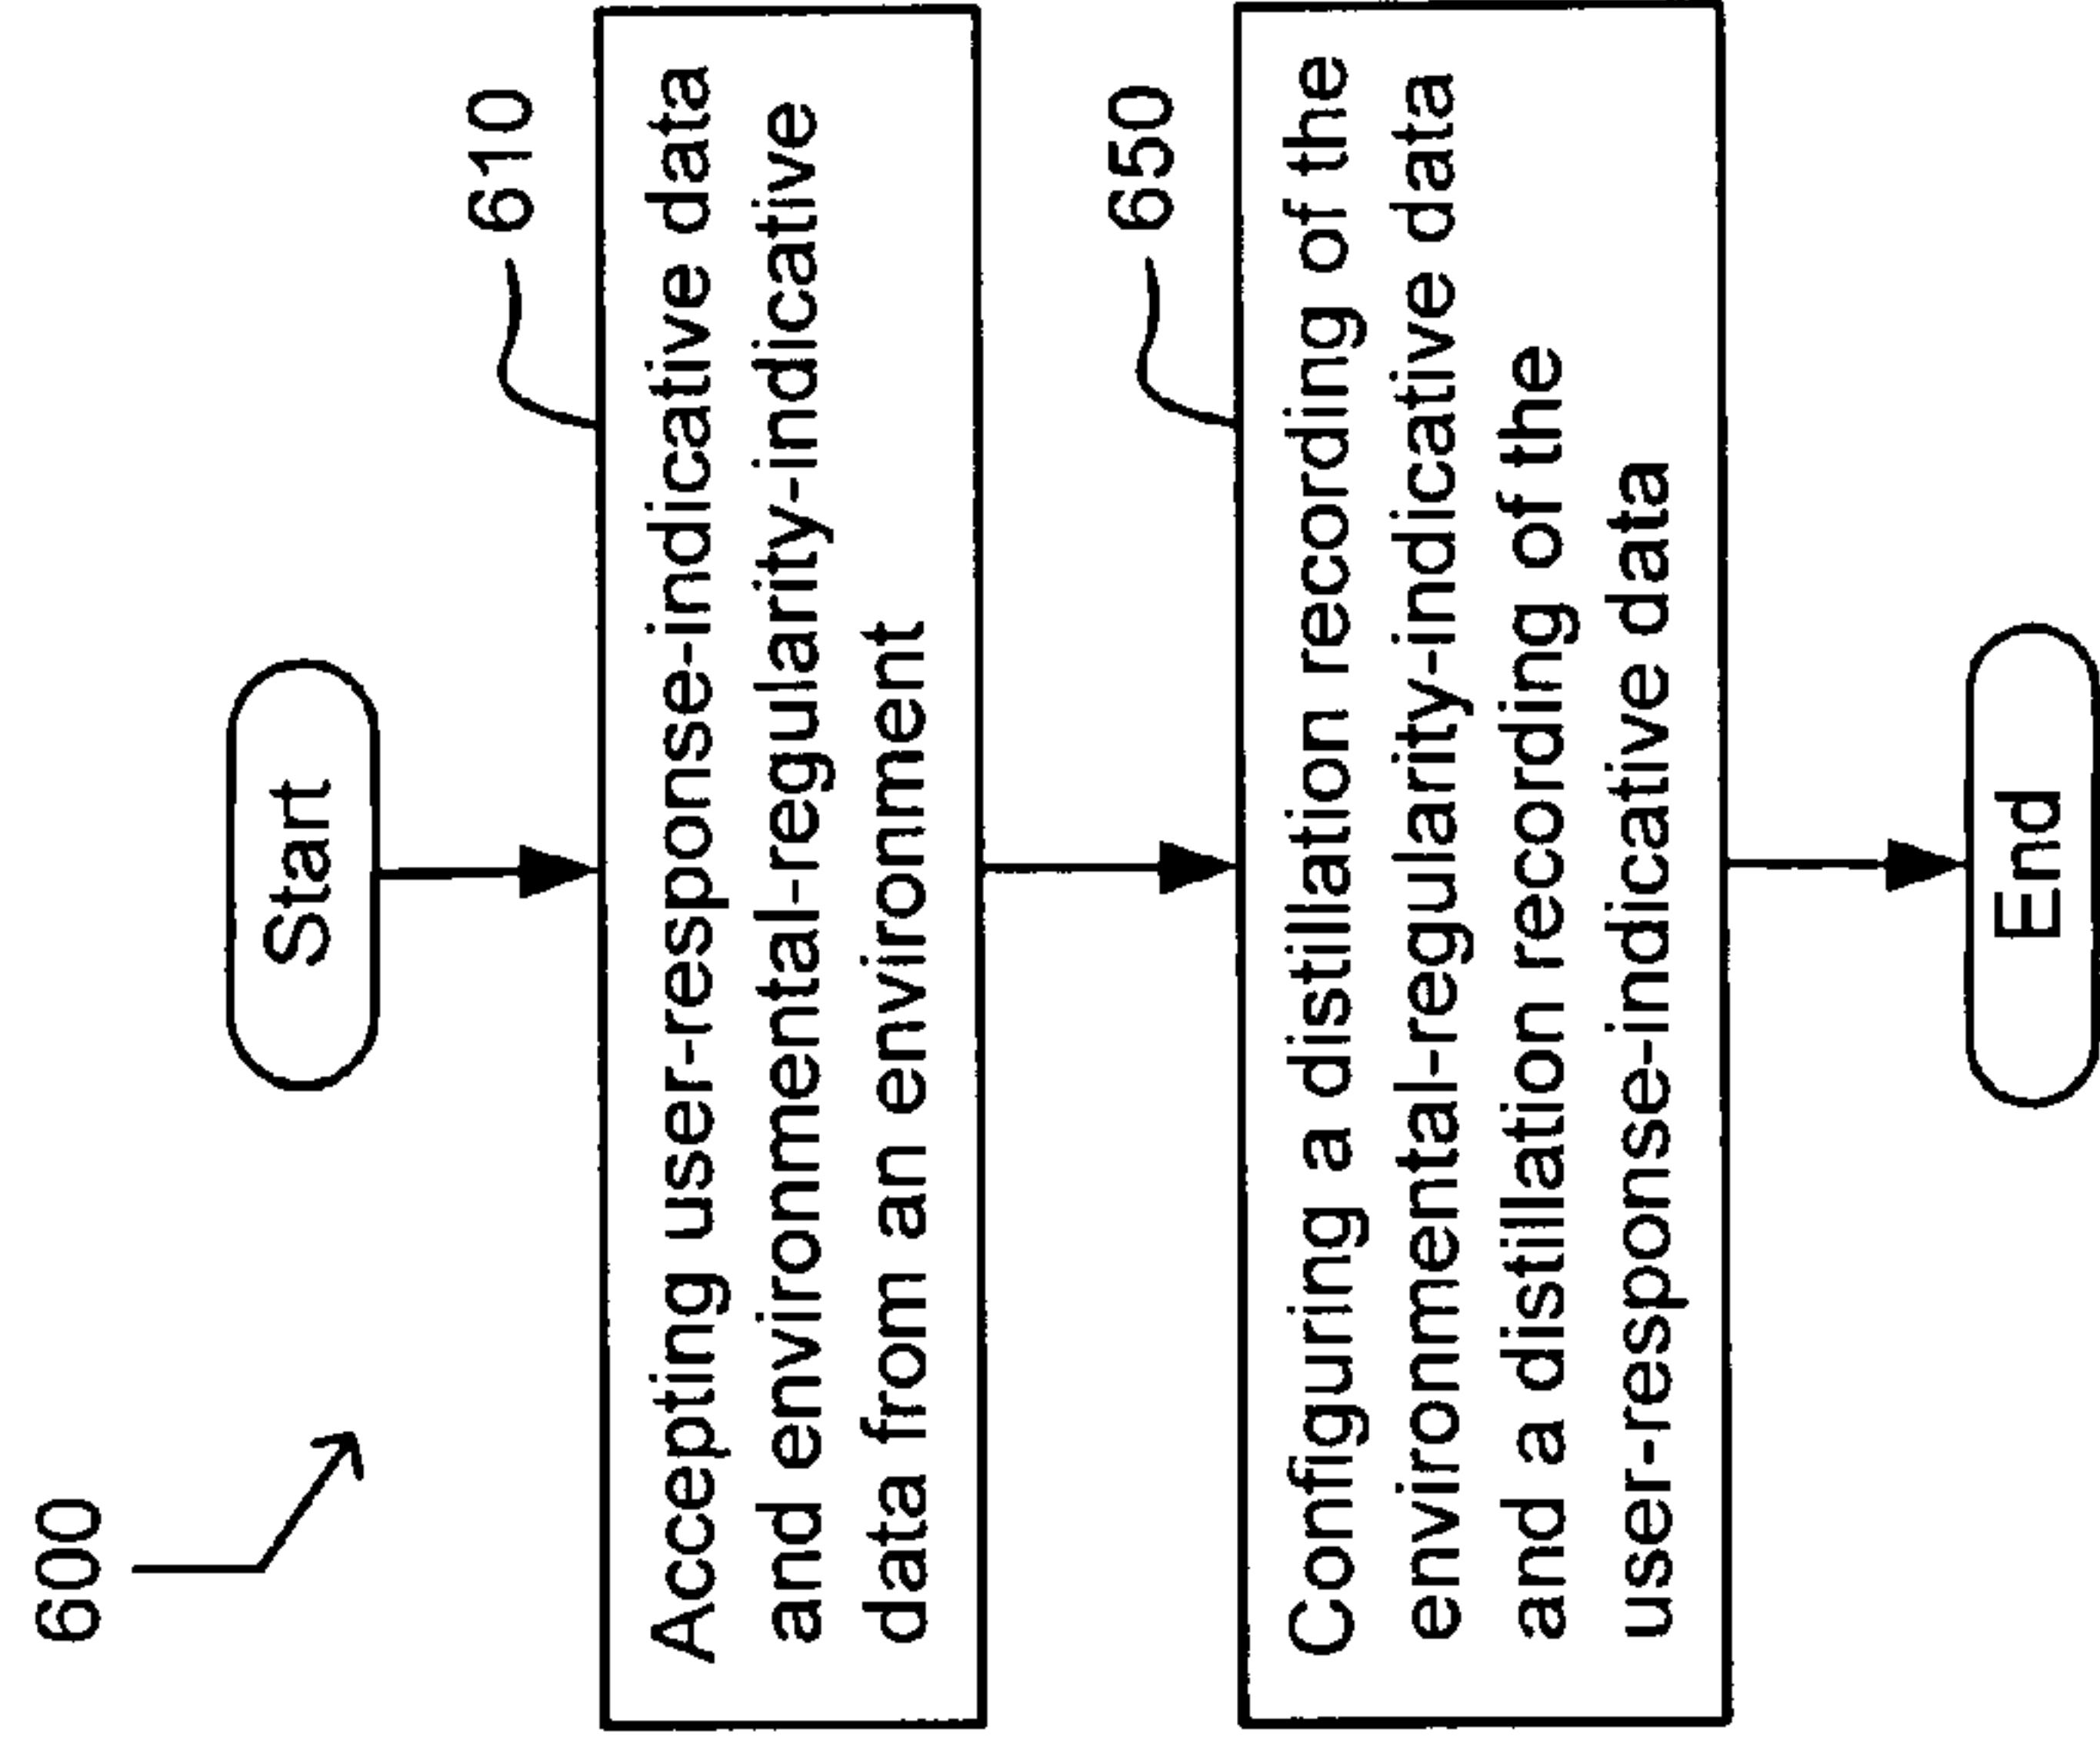 600
Start
610
Accepting user-response-indicative data
and environmental-regularity-indicative
data from an environment
650
Configuring a distillation recording of the
environmental-regularity-indicative data
and a distillation recording of the
user-response-indicative data
End